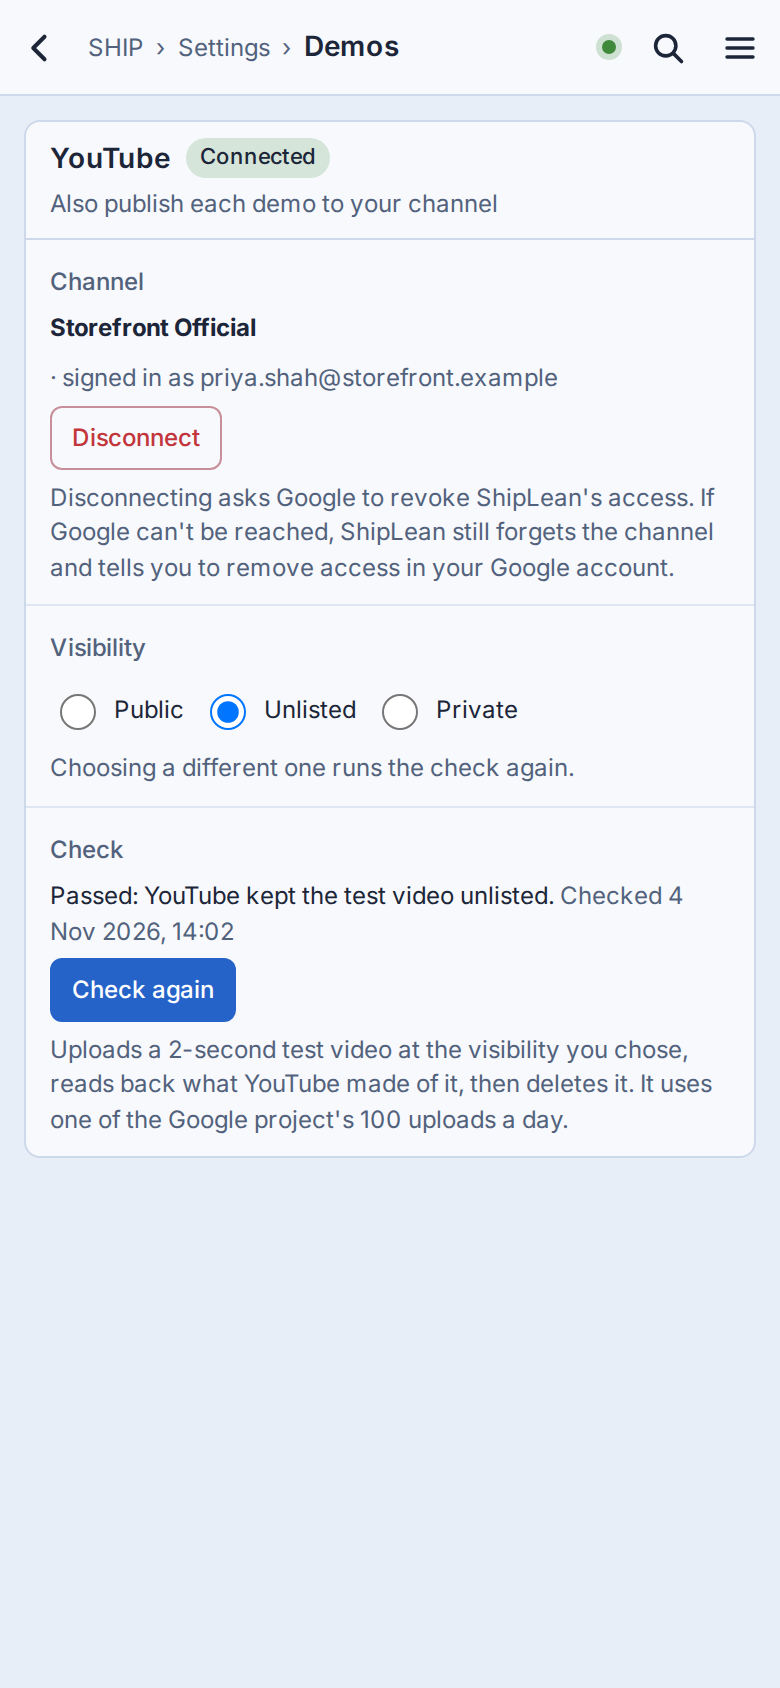 SHIP › Settings › Demos
YouTube Connected
Also publish each demo to your channel
Channel
Storefront Official
· signed in as priya.shah@storefront.example
Disconnect
Disconnecting asks Google to revoke ShipLean's access. If
Google can't be reached, ShipLean still forgets the channel
and tells you to remove access in your Google account.
Visibility
Public Unlisted Private
Choosing a different one runs the check again.
Check
Passed: YouTube kept the test video unlisted. Checked 4
Nov 2026, 14:02
Check again
Uploads a 2-second test video at the visibility you chose,
reads back what YouTube made of it, then deletes it. It uses
one of the Google project's 100 uploads a day.